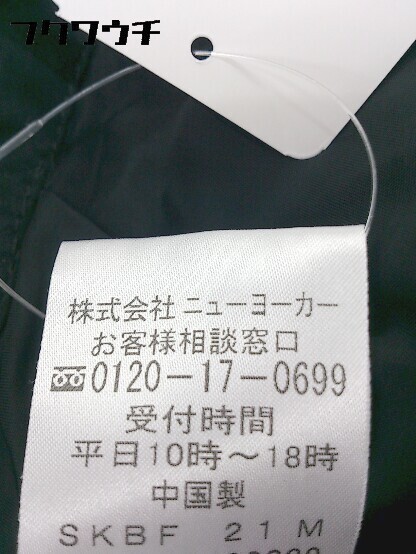 フクワウチ
株式会社 ニューヨーカー
お客様相談窓口
0120-17-0699
受付時間
平日10時～18時
中国製
SKBF 21 M